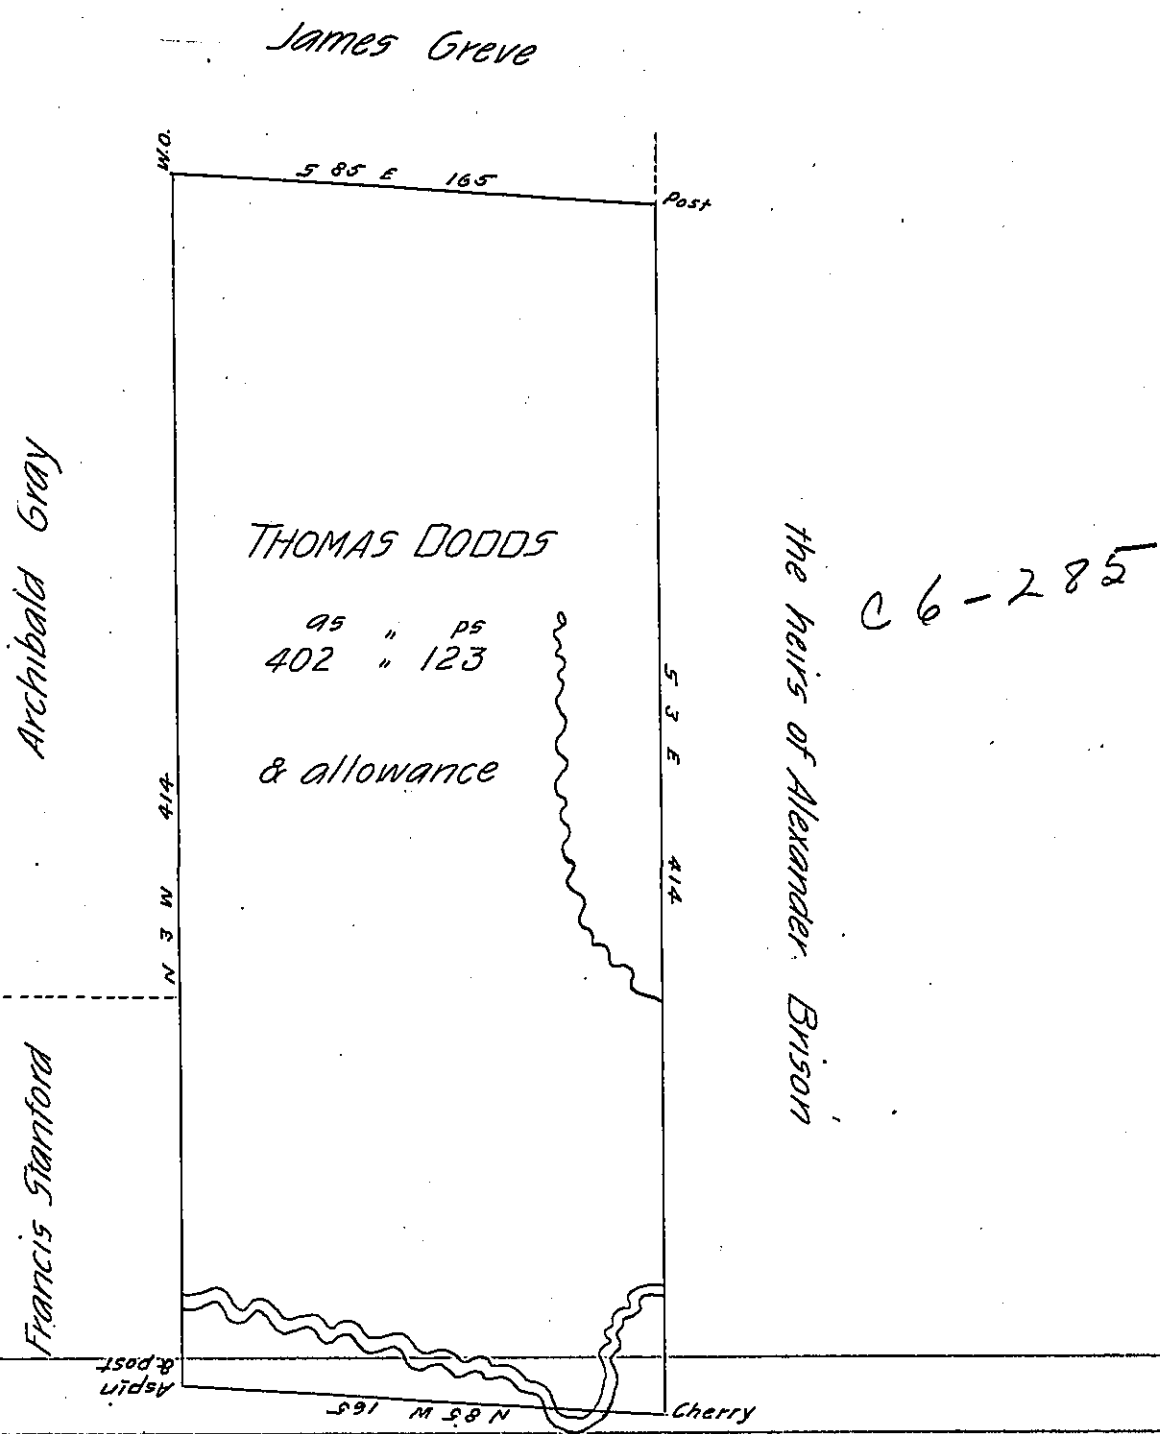 James Greve
W.O.
S 85 E 165
Post
Archibald Gray
THOMAS DODDS
as " ps
402 " 123
& allowance
N 3 W 414
S 3 E 414
the heirs of Alexander Brison
C 6-285
Francis Stanford
Aspin
& post
N 85 W 165
Cherry